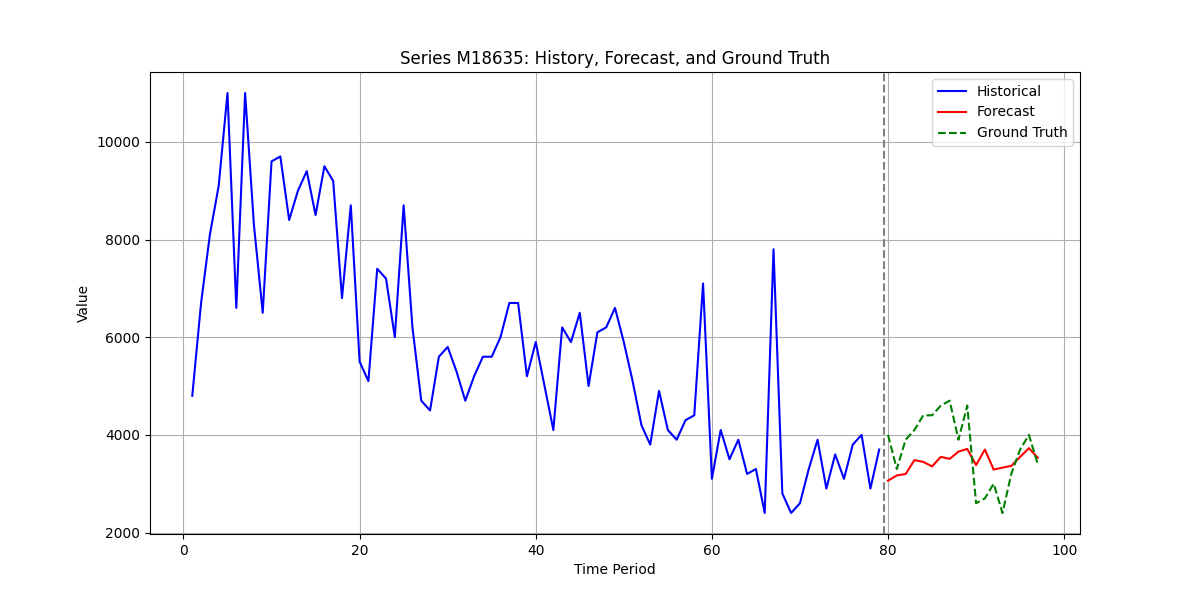 Series M18635: History, Forecast, and Ground Truth
Historical
Forecast
Ground Truth
10000
8000
6000
4000
2000
Value
0
20
40
60
80
100
Time Period